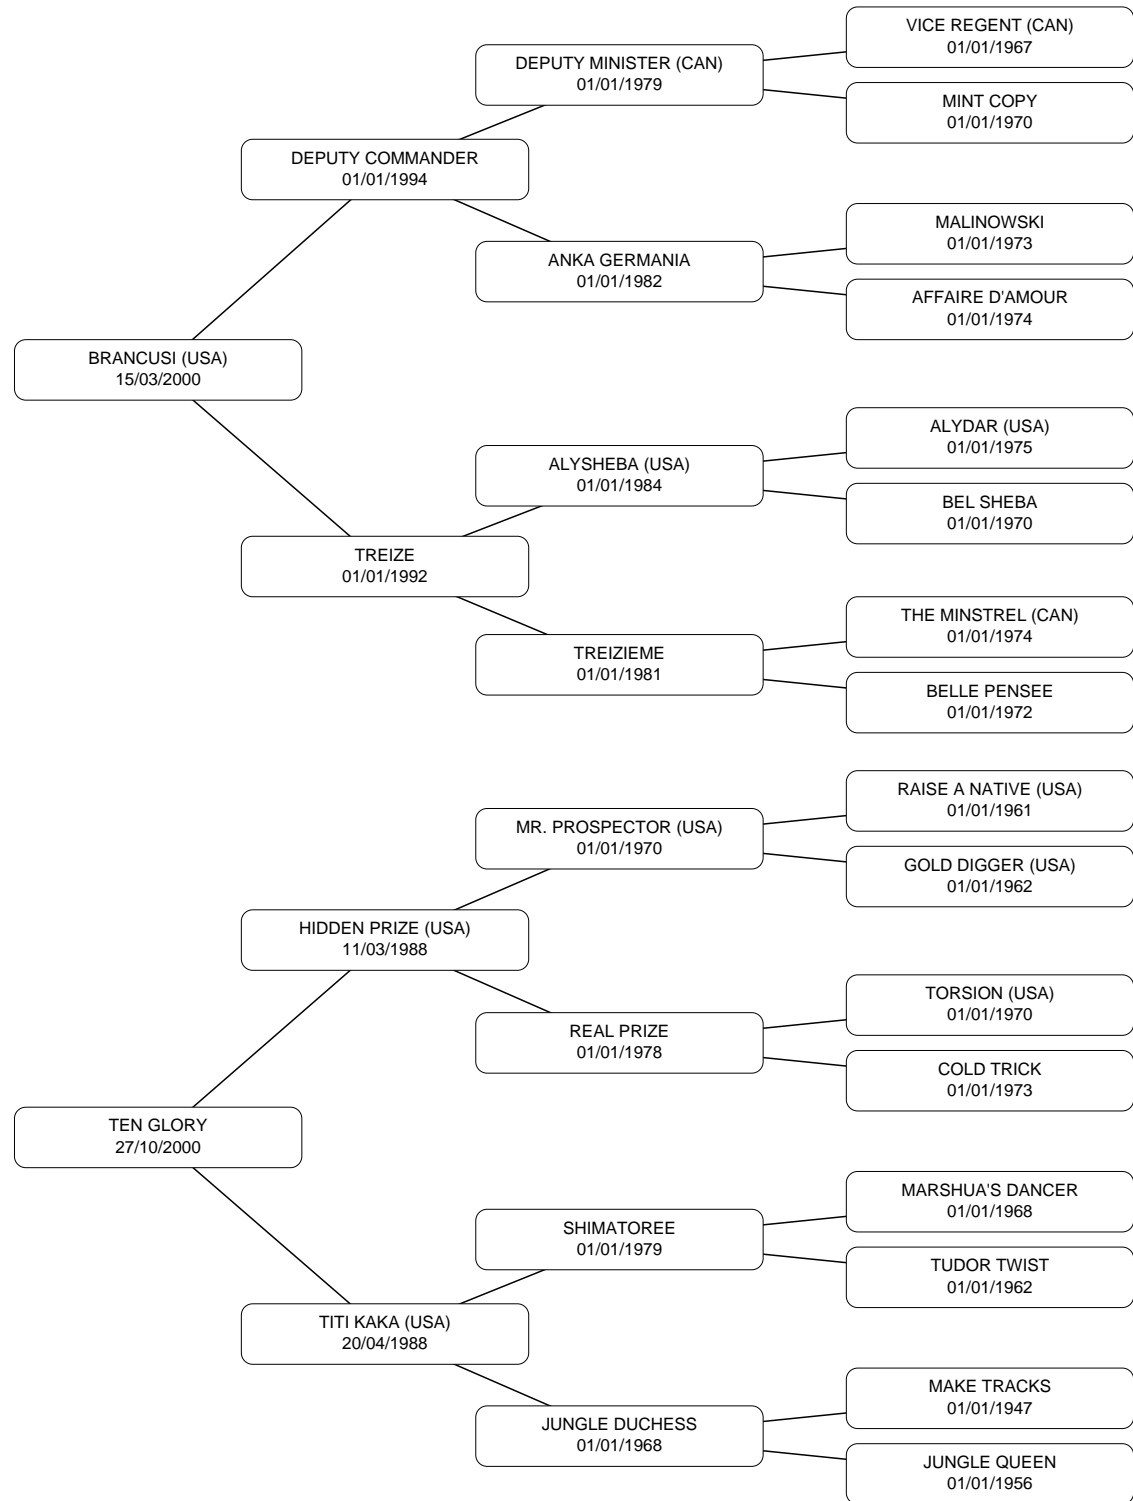 VICE REGENT (CAN)
01/01/1967
DEPUTY MINISTER (CAN)
01/01/1979
MINT COPY
01/01/1970
DEPUTY COMMANDER
01/01/1994
MALINOWSKI
01/01/1973
ANKA GERMANIA
01/01/1982
AFFAIRE D'AMOUR
01/01/1974
BRANCUSI (USA)
15/03/2000
ALYDAR (USA)
01/01/1975
ALYSHEBA (USA)
01/01/1984
BEL SHEBA
01/01/1970
TREIZE
01/01/1992
THE MINSTREL (CAN)
01/01/1974
TREIZIEME
01/01/1981
BELLE PENSEE
01/01/1972
RAISE A NATIVE (USA)
01/01/1961
MR. PROSPECTOR (USA)
01/01/1970
GOLD DIGGER (USA)
01/01/1962
HIDDEN PRIZE (USA)
11/03/1988
TORSION (USA)
01/01/1970
REAL PRIZE
01/01/1978
COLD TRICK
01/01/1973
TEN GLORY
27/10/2000
MARSHUA'S DANCER
01/01/1968
SHIMATOREE
01/01/1979
TUDOR TWIST
01/01/1962
TITI KAKA (USA)
20/04/1988
MAKE TRACKS
01/01/1947
JUNGLE DUCHESS
01/01/1968
JUNGLE QUEEN
01/01/1956